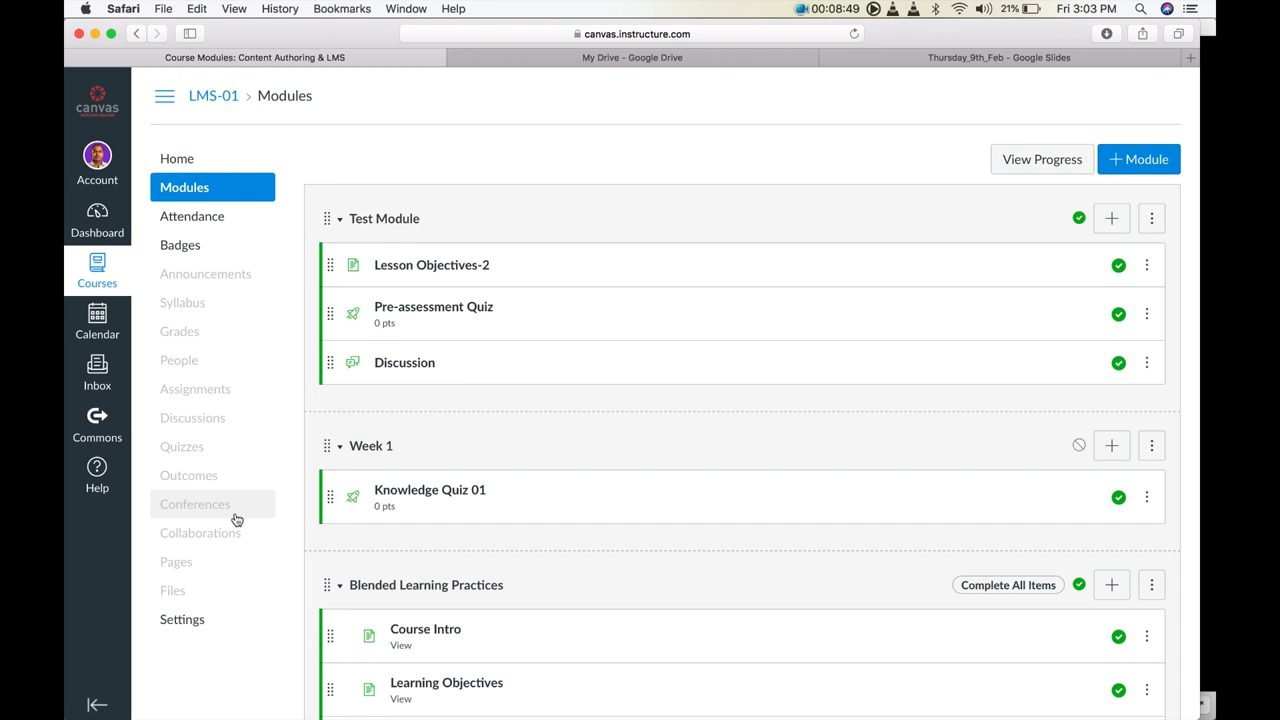 Safari File Edit View History Bookmarks Window Help 00:08:49 21% Fri 3:03 PM
canvas.instructure.com
Course Modules: Content Authoring & LMS My Drive - Google Drive Thursday_9th_Feb - Google Slides
canvas
LMS-01 › Modules
Account
Dashboard
Courses
Calendar
Inbox
Commons
Help
Home
Modules
Attendance
Badges
Announcements
Syllabus
Grades
People
Assignments
Discussions
Quizzes
Outcomes
Conferences
Collaborations
Pages
Files
Settings
View Progress + Module
Test Module
Lesson Objectives-2
Pre-assessment Quiz
0 pts
Discussion
Week 1
Knowledge Quiz 01
0 pts
Blended Learning Practices Complete All Items
Course Intro
View
Learning Objectives
View